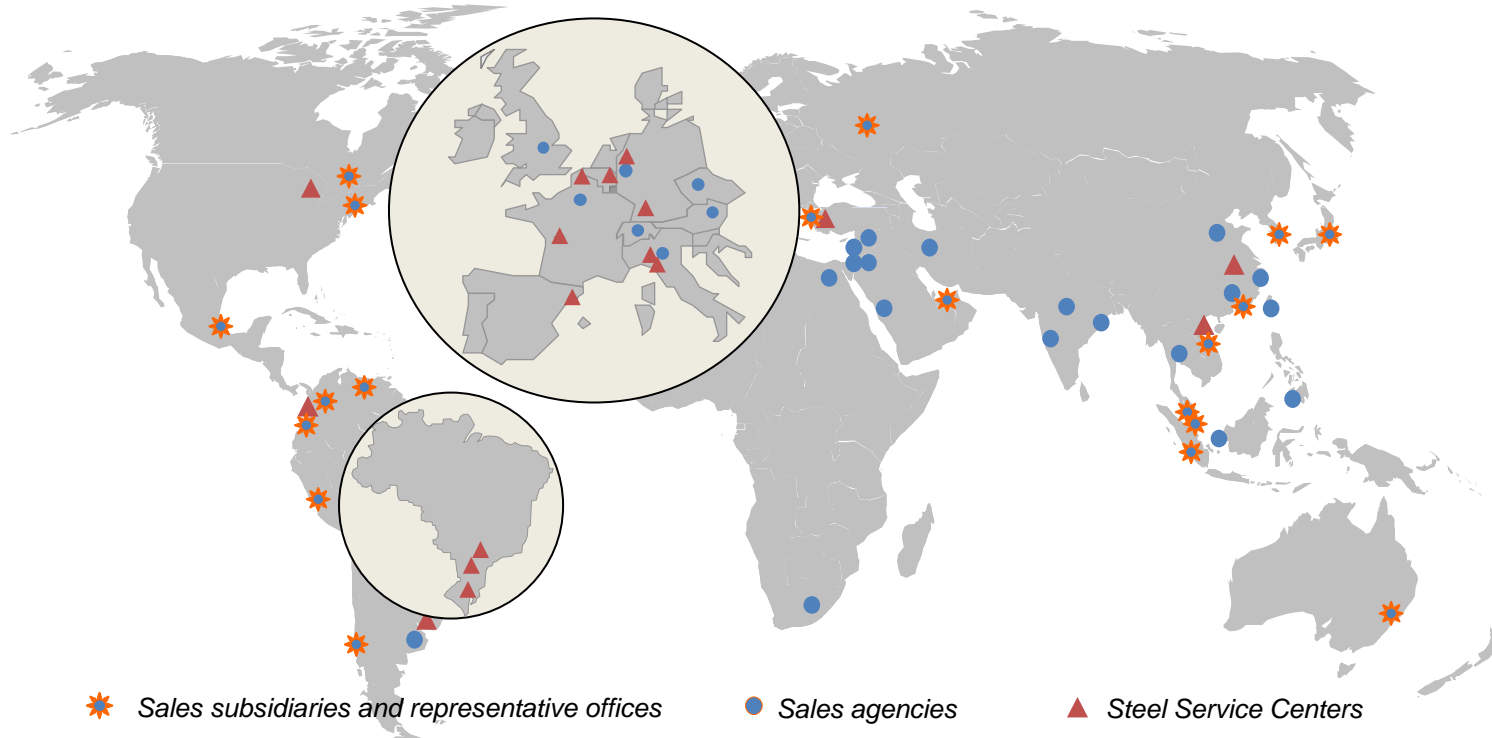 Sales subsidiaries and representative offices
Sales agencies
Steel Service Centers